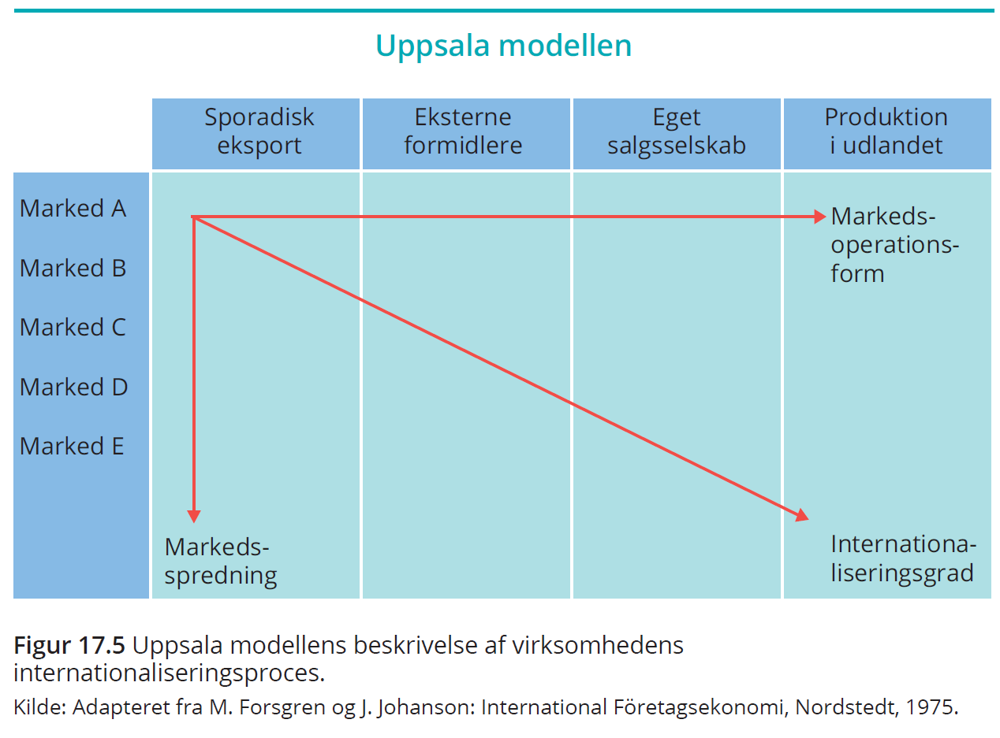 Uppsala modellen
Sporadisk
eksport
Eksterne
formidlere
Eget
salgsselskab
Produktion
i udlandet
Marked A
Marked B
Marked C
Marked D
Marked E
Markeds-
operations-
form
Markeds-
spredning
Internationa-
liseringsgrad
Figur 17.5 Uppsala modellens beskrivelse af virksomhedens
internationaliseringsproces.
Kilde: Adapteret fra M. Forsgren og J. Johanson: International Företagsekonomi, Nordstedt, 1975.